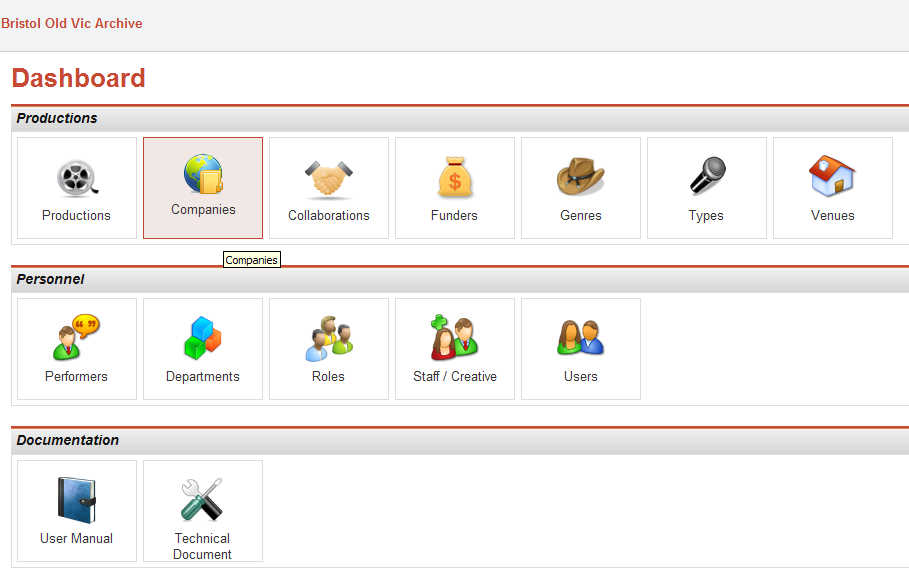 Bristol Old Vic Archive
Dashboard
Productions
Productions
Companies
Collaborations
Funders
Genres
Types
Venues
Companies
Personnel
Performers
Departments
Roles
Staff / Creative
Users
Documentation
User Manual
Technical
Document